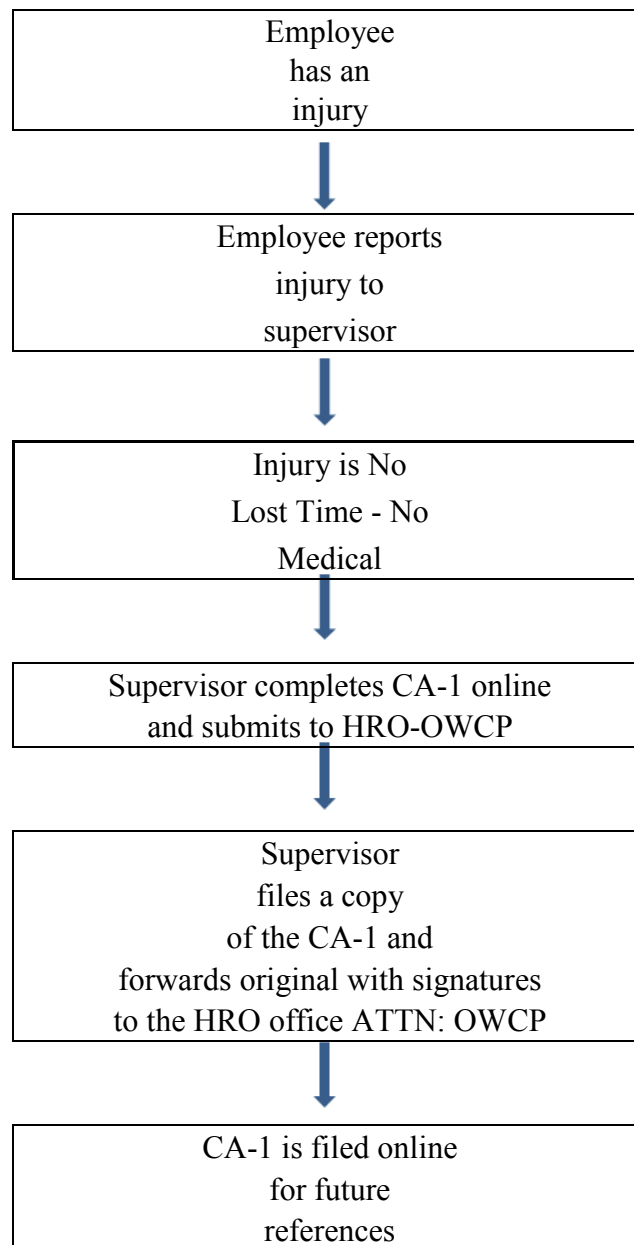 Employee
has an
injury
Employee reports
injury to
supervisor
Injury is No
Lost Time - No
Medical
Supervisor completes CA-1 online
and submits to HRO-OWCP
Supervisor
files a copy
of the CA-1 and
forwards original with signatures
to the HRO office ATTN: OWCP
CA-1 is filed online
for future
references